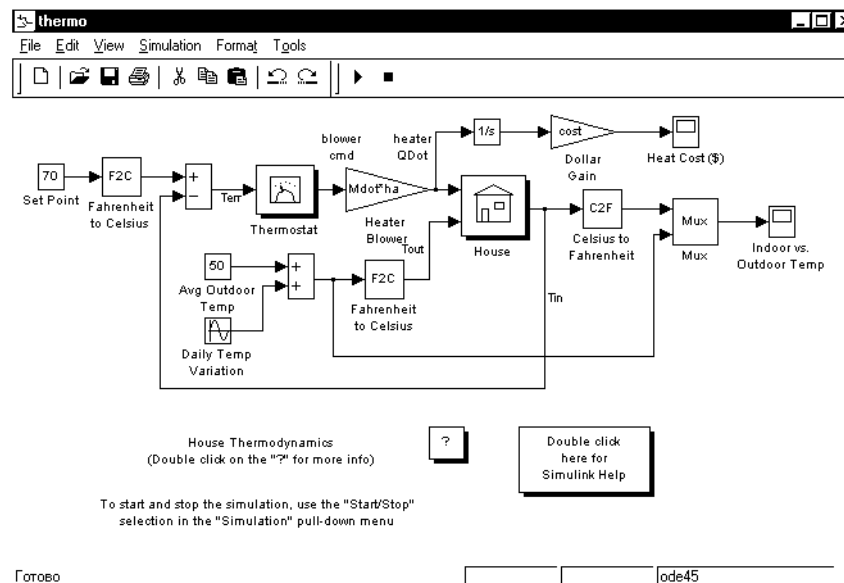 thermo
File Edit View Simulation Format Tools
blower
cmd
heater
QDot
1/s
cost
Dollar
Gain
Heat Cost ($)
70
Set Point
F2C
Fahrenheit
to Celsius
+
−
Terr
Thermostat
Mdot*ha
Heater
Blower
Tout
House
C2F
Celsius to
Fahrenheit
Mux
Mux
Indoor vs.
Outdoor Temp
50
Avg Outdoor
Temp
+
+
F2C
Fahrenheit
to Celsius
Tin
Daily Temp
Variation
House Thermodynamics
(Double click on the "?" for more info)
?
Double click
here for
Simulink Help
To start and stop the simulation, use the "Start/Stop"
selection in the "Simulation" pull-down menu
Готово
ode45